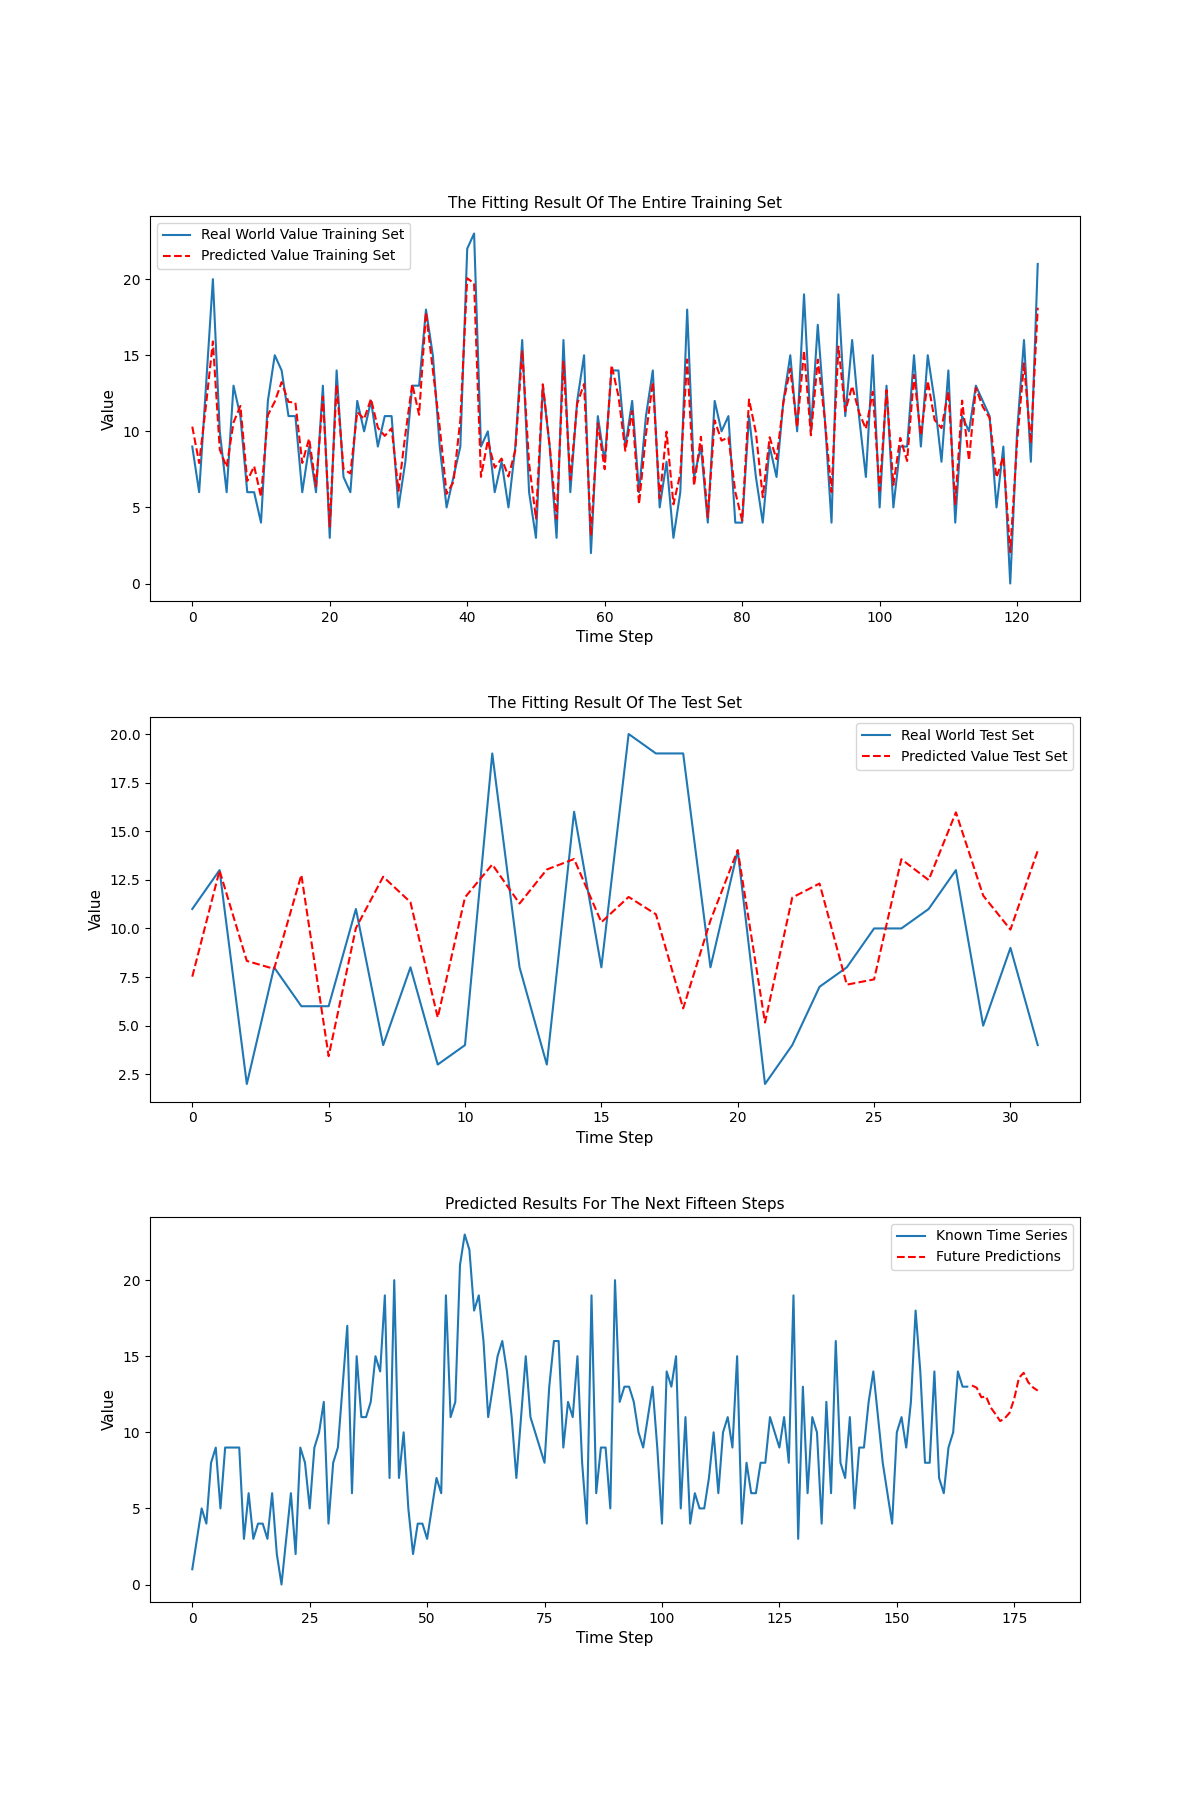 The Fitting Result Of The Entire Training Set
Real World Value Training Set
Predicted Value Training Set
Value
20
15
10
5
0
0 20 40 60 80 100 120
Time Step
The Fitting Result Of The Test Set
Real World Test Set
Predicted Value Test Set
Value
20.0
17.5
15.0
12.5
10.0
7.5
5.0
2.5
0 5 10 15 20 25 30
Time Step
Predicted Results For The Next Fifteen Steps
Known Time Series
Future Predictions
Value
20
15
10
5
0
0 25 50 75 100 125 150 175
Time Step